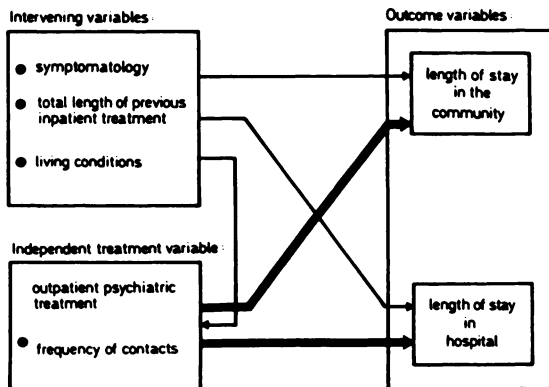 Intervening variables:
● symptomatology
● total length of previous
inpatient treatment
● living conditions
Independent treatment variable:
outpatient psychiatric
treatment
● frequency of contacts
Outcome variables:
length of stay
in the
community
length of stay
in
hospital